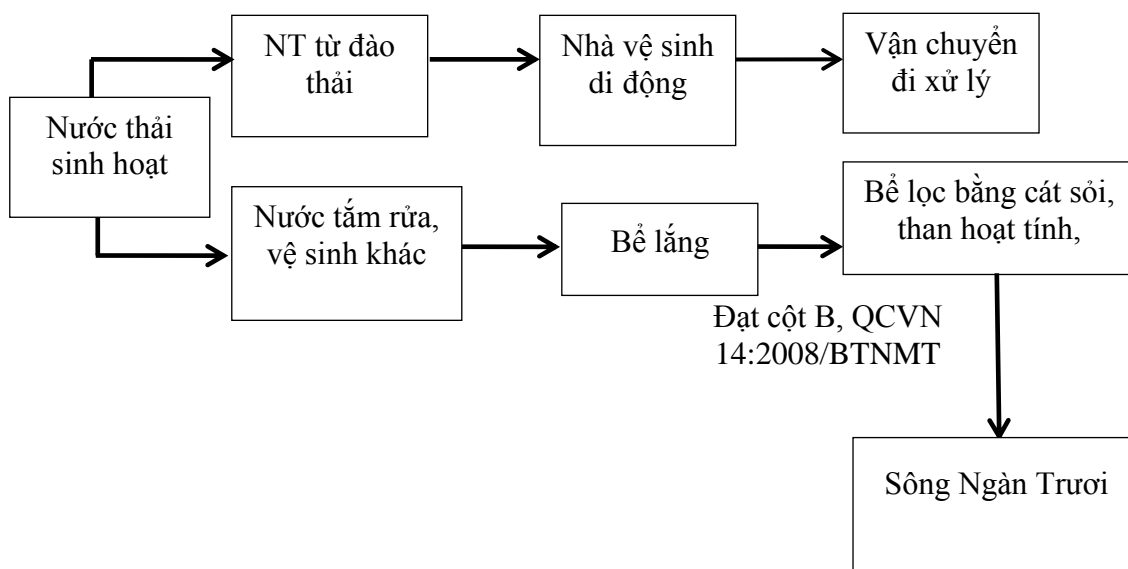 NT từ đào
thải
Nhà vệ sinh
di động
Vận chuyển
đi xử lý
Nước thải
sinh hoạt
Nước tắm rửa,
vệ sinh khác
Bể lắng
Bể lọc bằng cát sỏi,
than hoạt tính,
Đạt cột B, QCVN
14:2008/BTNMT
Sông Ngàn Trươi